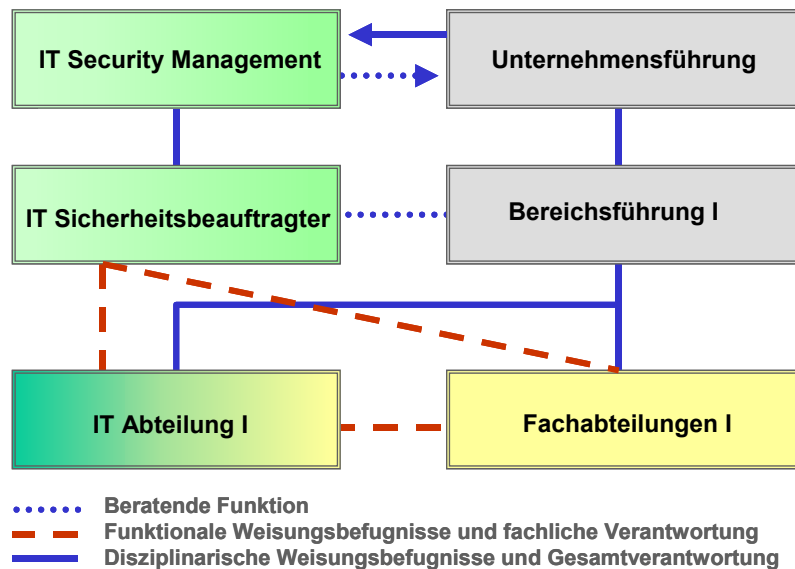 IT Security Management
Unternehmensführung
IT Sicherheitsbeauftragter
Bereichsführung I
IT Abteilung I
Fachabteilungen I
Beratende Funktion
Funktionale Weisungsbefugnisse und fachliche Verantwortung
Disziplinarische Weisungsbefugnisse und Gesamtverantwortung